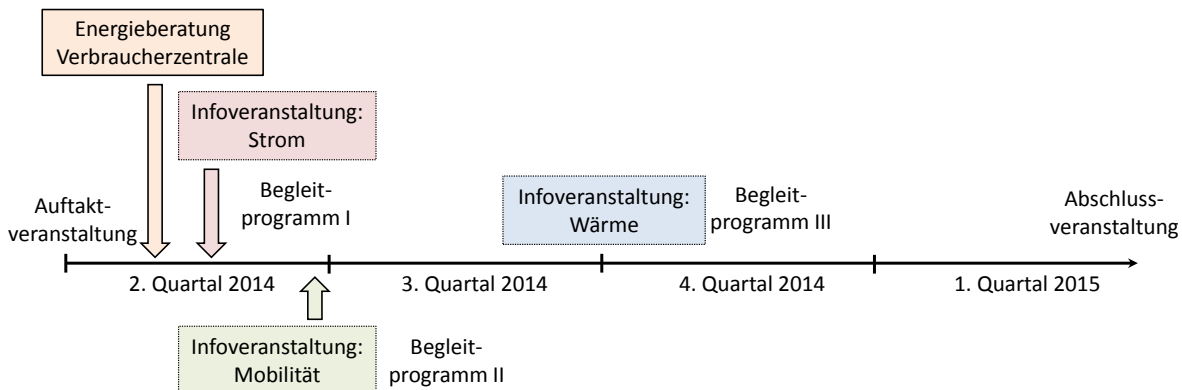 Energieberatung
Verbraucherzentrale
Infoveranstaltung:
Strom
Auftakt-
veranstaltung
Begleit-
programm I
Infoveranstaltung:
Wärme
Begleit-
programm III
Abschluss-
veranstaltung
2. Quartal 2014
3. Quartal 2014
4. Quartal 2014
1. Quartal 2015
Infoveranstaltung:
Mobilität
Begleit-
programm II